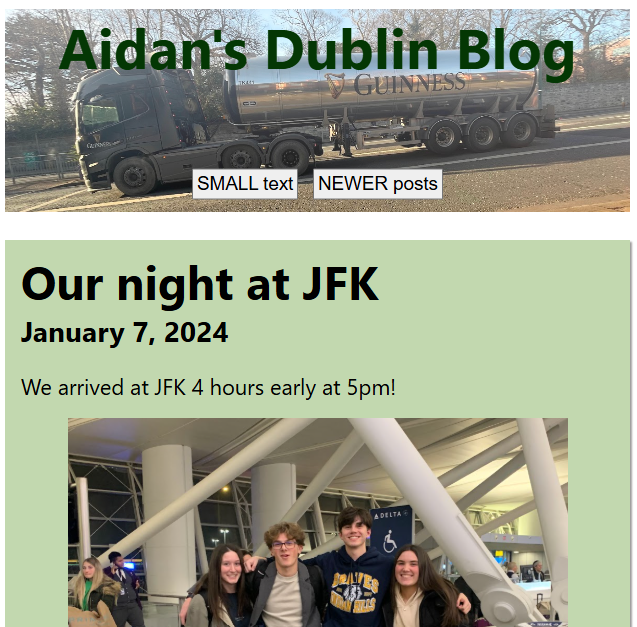 Aidan's Dublin Blog
GUINNESS
GUINNESS
SMALL text
NEWER posts
Our night at JFK
January 7, 2024
We arrived at JFK 4 hours early at 5pm!
DELTA